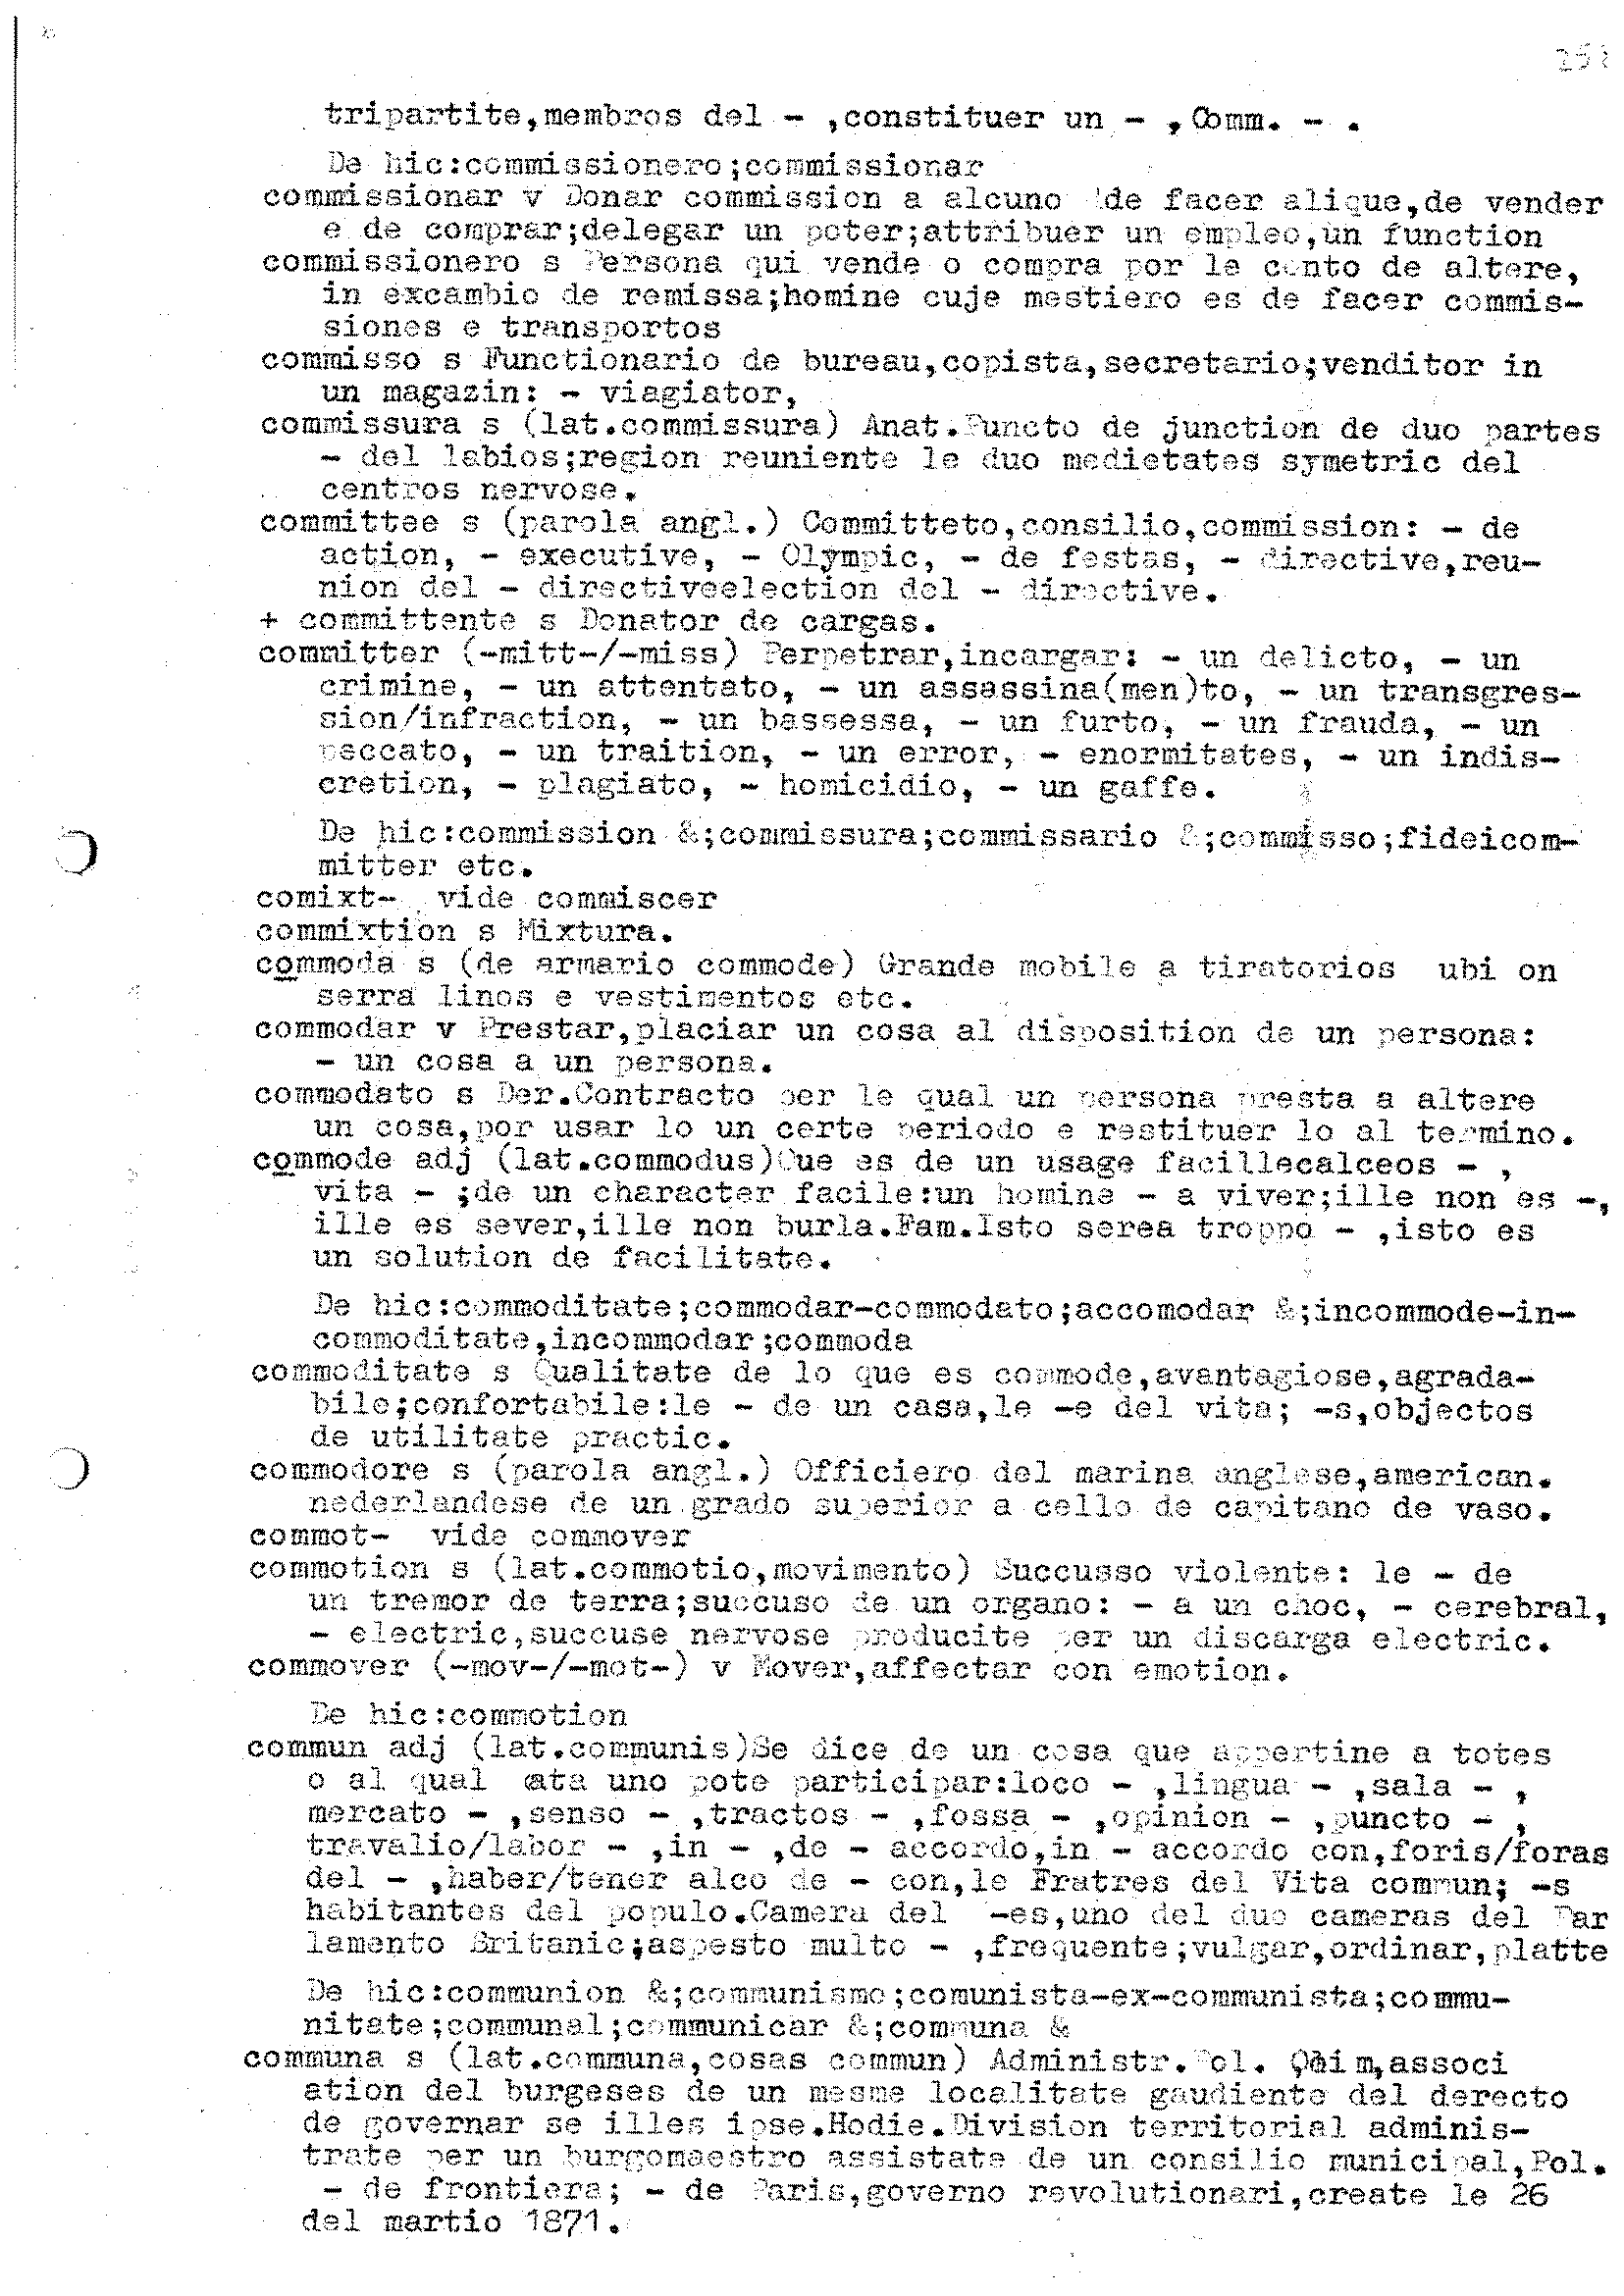 tripartite,membros del - ,constituer un - , Comm. - .
De hic:commissionero;commissionar
commissionar v Donar commission a alcuno de facer alique,de vender
e de comprar;delegar un poter;attribuer un empleo,un function
commissionero s Persona qui vende o compra por le conto de altere,
in excambio de remissa;homine cuje mestiero es de facer commis-
siones e transportos
commisso s Functionario de bureau,copista,secretario;venditor in
un magazin: - viagiator,
commissura s (lat.commissura) Anat.Puncto de junction de duo partes
- del labios;region reuniente le duo medietates symetric del
centros nervose.
committee s (parola angl.) Committeto,consilio,commission: - de
action, - executive, - Olympic, - de festas, - directive,reu-
nion del - directiveelection del - directive.
+ committente s Donator de cargas.
committer (-mitt-/-miss) Perpetrar,incargar: - un delicto, - un
crimine, - un attentato, - un assassina(men)to, - un transgres-
sion/infraction, - un bassessa, - un furto, - un frauda, - un
peccato, - un traition, - un error, - enormitates, - un indis-
cretion, - plagiato, - homicidio, - un gaffe.
De hic:commission &;commissura;commissario &;commisso;fideicom-
mitter etc.
comixt- vide commiscer
commixtion s Mixtura.
commoda s (de armario commode) Grande mobile a tiratorios ubi on
serra linos e vestimentos etc.
commodar v Prestar,placiar un cosa al disposition de un persona:
- un cosa a un persona.
commodato s Der.Contracto per le qual un persona presta a altere
un cosa,por usar lo un certe periodo e restituer lo al termino.
commode adj (lat.commodus)Que es de un usage facillecalceos - ,
vita - ;de un character facile:un homine - a viver;ille non es -,
ille es sever,ille non burla.Fam.Isto serea troppo - ,isto es
un solution de facilitate.
De hic:commoditate;commodar-commodato;accomodar &;incommode-in-
commoditate,incommodar;commoda
commoditate s Qualitate de lo que es commode,avantagiose,agrada-
bile;confortabile:le - de un casa,le -e del vita; -s,objectos
de utilitate practic.
commodore s (parola angl.) Officiero del marina anglese,american.
nederlandese de un grado superior a cello de capitano de vaso.
commot- vide commover
commotion s (lat.commotio,movimento) Succusso violente: le - de
un tremor de terra;succuso de un organo: - a un choc, - cerebral,
- electric,succuse nervose producite per un discarga electric.
commover (-mov-/-mot-) v Mover,affectar con emotion.
De hic:commotion
commun adj (lat.communis)Se dice de un cosa que appertine a totes
o al qual cata uno pote participar:loco - ,lingua - ,sala - ,
mercato - ,senso - ,tractos - ,fossa - ,opinion - ,puncto - ,
travalio/labor - ,in - ,de - accordo,in - accordo con,foris/foras
del - ,haber/tener alco de - con,le Fratres del Vita commun; -s
habitantes del populo.Camera del -es,uno del duo cameras del Par
lamento Britanic;aspesto multo - ,frequente;vulgar,ordinar,platte
De hic:communion &;communismo;comunista-ex-communista;commu-
nitate;communal;communicar &;communa &
communa s (lat.communa,cosas commun) Administr.Pol. Olim,associ
ation del burgeses de un mesme localitate gaudiente del derecto
de governar se illes ipse.Hodie.Division territorial adminis-
trate per un burgomaestro assistate de un consilio municipal,Pol.
- de frontiera; - de Paris,governo revolutionari,create le 26
del martio 1871.